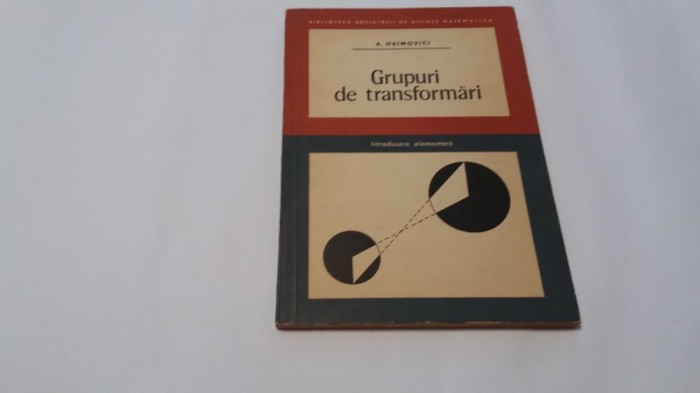 BIBLIOTECA SOCIETĂȚII DE ȘTIINȚE MATEMATICE
A. HAIMOVICI
Grupuri
de transformări
Introducere elementară